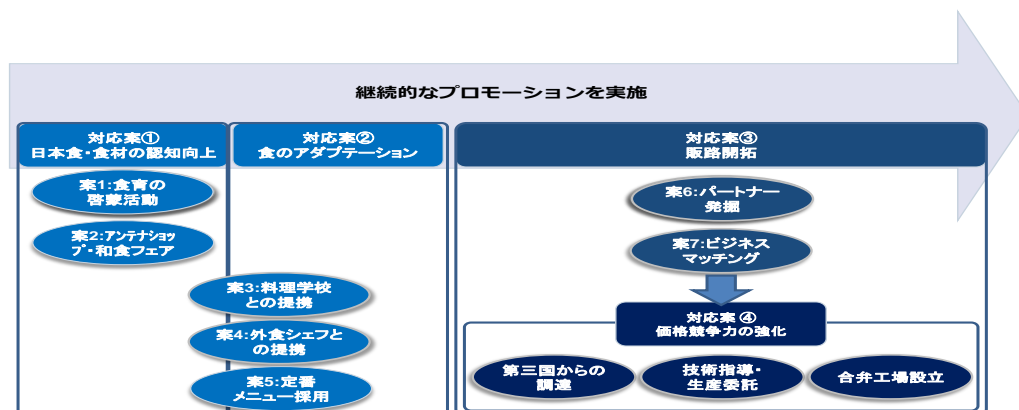 継続的なプロモーションを実施
対応案①
日本食・食材の認知向上
対応案②
食のアダプテーション
対応案③
販路開拓
案1:食育の
啓蒙活動
案2:アンテナショッ
プ・和食フェア
案3:料理学校
との提携
案4:外食シェフと
の提携
案5:定番
メニュー採用
案6:パートナー
発掘
案7:ビジネス
マッチング
対応案④
価格競争力の強化
第三国からの
調達
技術指導・
生産委託
合弁工場設立